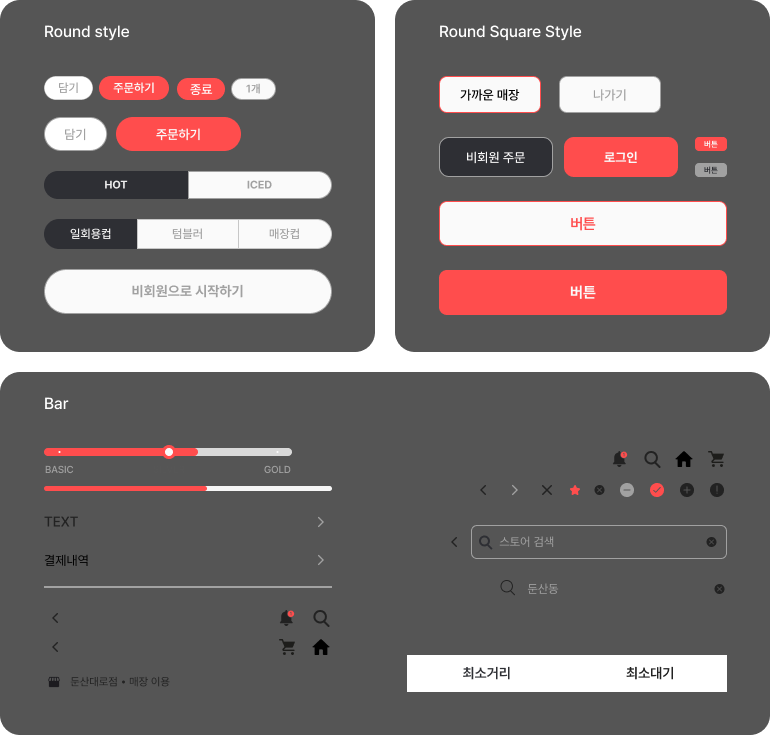 Round style
담기 주문하기 종료 1개
담기 주문하기
HOT ICED
일회용컵 텀블러 매장컵
비회원으로 시작하기
Round Square Style
가까운 매장 나가기
비회원 주문 로그인 버튼
버튼
버튼
버튼
Bar
BASIC GOLD
TEXT
결제내역
둔산대로점 • 매장 이용
스토어 검색
둔산동
최소거리 최소대기